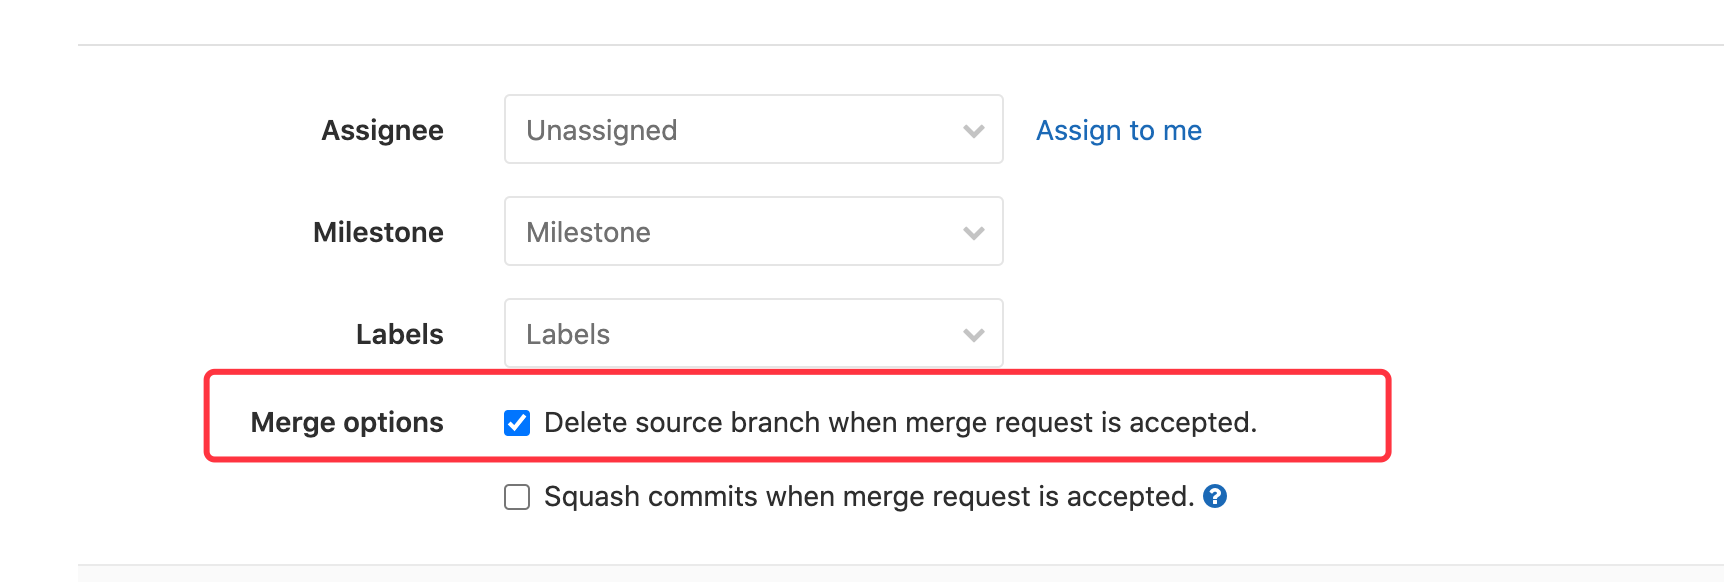 Assignee Unassigned Assign to me
Milestone Milestone
Labels Labels
Merge options Delete source branch when merge request is accepted.
Squash commits when merge request is accepted. ?